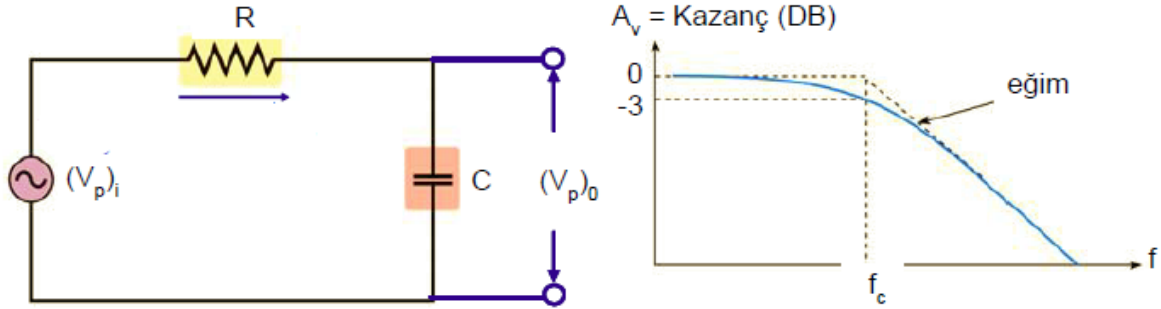 R
(Vp)i
C
(Vp)0
Av = Kazanç (DB)
0
-3
eğim
fc
f